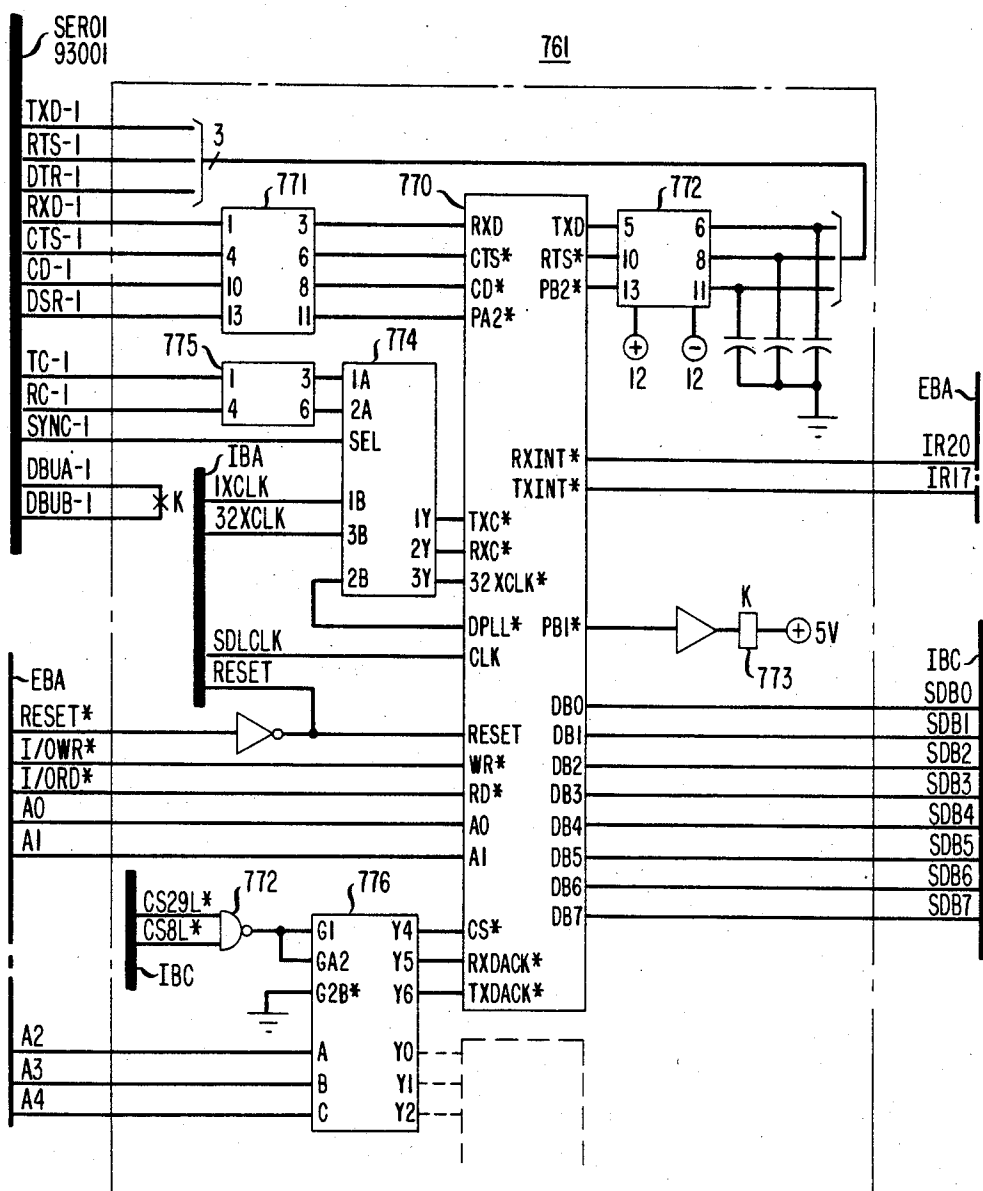 SER01
93001
761
TXD-1
RTS-1
DTR-1
RXD-1
CTS-1
CD-1
DSR-1
3
771
1 3
4 6
10 8
13 11
770
RXD TXD
CTS* RTS*
CD* PB2*
PA2*
772
5 6
10 8
13 11
+ -
12 12
TC-1
RC-1
SYNC-1
DBUA-1
DBUB-1
K
775
1 3
4 6
774
1A
2A
SEL
1B
3B
2B
1Y
2Y
3Y
IBA
1XCLK
32XCLK
SDLCLK
RESET
TXC*
RXC*
32XCLK*
DPLL*
CLK
RXINT*
TXINT*
EBA
IR20
IR17
PB1*
K
773
+ 5V
EBA
RESET*
I/OWR*
I/ORD*
A0
A1
RESET
WR*
RD*
A0
A1
DB0
DB1
DB2
DB3
DB4
DB5
DB6
DB7
IBC
SDB0
SDB1
SDB2
SDB3
SDB4
SDB5
SDB6
SDB7
CS29L*
CS8L*
IBC
772
776
G1 Y4
GA2 Y5
G2B* Y6
A Y0
B Y1
C Y2
CS*
RXDACK*
TXDACK*
A2
A3
A4